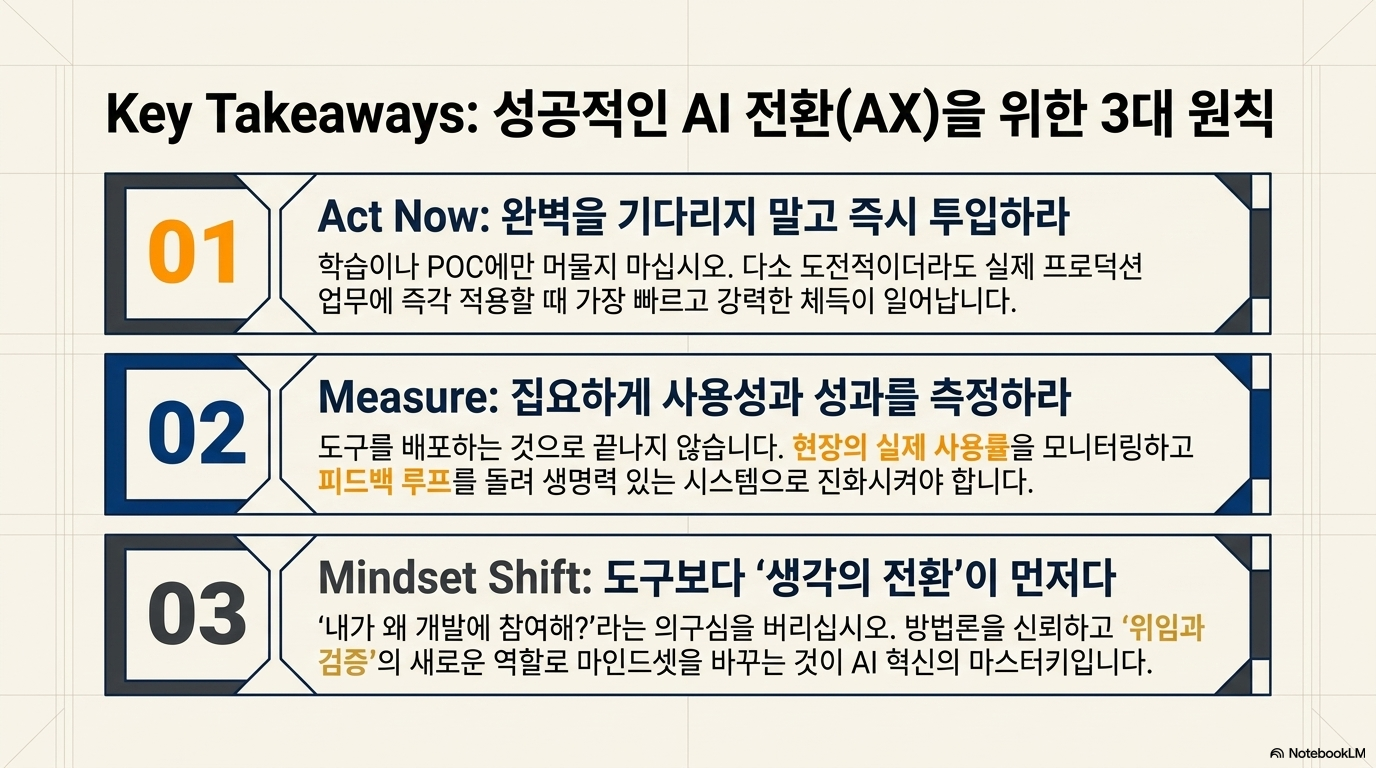 Key Takeaways: 성공적인 AI 전환(AX)을 위한 3대 원칙
01
Act Now: 완벽을 기다리지 말고 즉시 투입하라
학습이나 POC에만 머물지 마십시오. 다소 도전적이더라도 실제 프로덕션
업무에 즉각 적용할 때 가장 빠르고 강력한 체득이 일어납니다.
02
Measure: 집요하게 사용성과 성과를 측정하라
도구를 배포하는 것으로 끝나지 않습니다. 현장의 실제 사용률을 모니터링하고
피드백 루프를 돌려 생명력 있는 시스템으로 진화시켜야 합니다.
03
Mindset Shift: 도구보다 ‘생각의 전환’이 먼저다
‘내가 왜 개발에 참여해?’라는 의구심을 버리십시오. 방법론을 신뢰하고 ‘위임과
검증’의 새로운 역할로 마인드셋을 바꾸는 것이 AI 혁신의 마스터키입니다.
NotebookLM